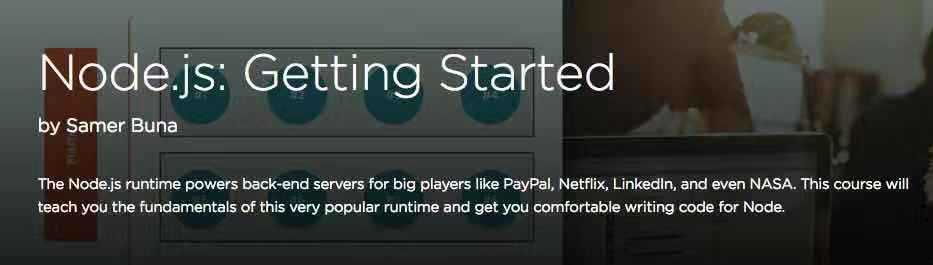 Node.js: Getting Started
by Samer Buna
The Node.js runtime powers back-end servers for big players like PayPal, Netflix, LinkedIn, and even NASA. This course will
teach you the fundamentals of this very popular runtime and get you comfortable writing code for Node.